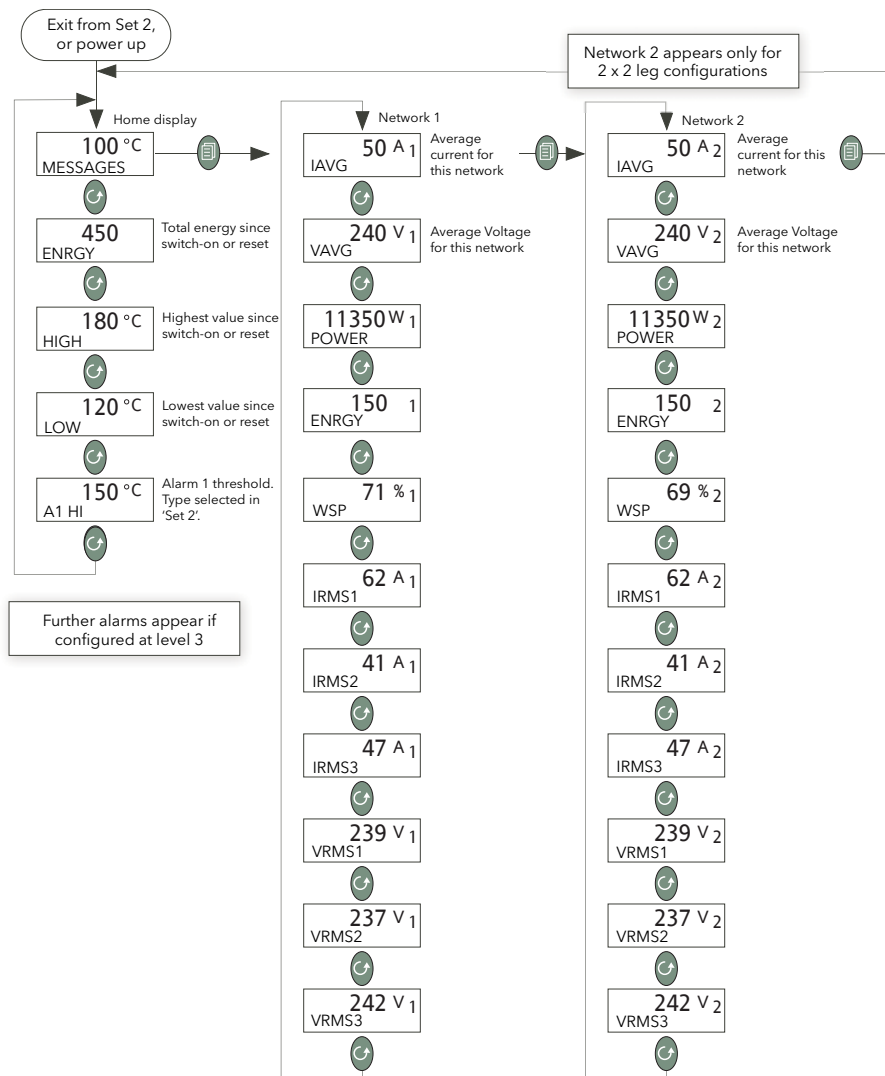 Exit from Set 2,
or power up
Network 2 appears only for
2 x 2 leg configurations
Home display
100 °C
MESSAGES
450
ENRGY
Total energy since
switch-on or reset
180 °C
HIGH
Highest value since
switch-on or reset
120 °C
LOW
Lowest value since
switch-on or reset
150 °C
A1 HI
Alarm 1 threshold.
Type selected in
‘Set 2’.
Further alarms appear if
configured at level 3
Network 1
50 A 1
IAVG
Average
current for
this network
240 V 1
VAVG
Average Voltage
for this network
11350 W 1
POWER
150 1
ENRGY
71 % 1
WSP
62 A 1
IRMS1
41 A 1
IRMS2
47 A 1
IRMS3
239 V 1
VRMS1
237 V 1
VRMS2
242 V 1
VRMS3
Network 2
50 A 2
IAVG
Average
current for this
network
240 V 2
VAVG
Average Voltage
for this network
11350 W 2
POWER
150 2
ENRGY
69 % 2
WSP
62 A 2
IRMS1
41 A 2
IRMS2
47 A 2
IRMS3
239 V 2
VRMS1
237 V 2
VRMS2
242 V 2
VRMS3